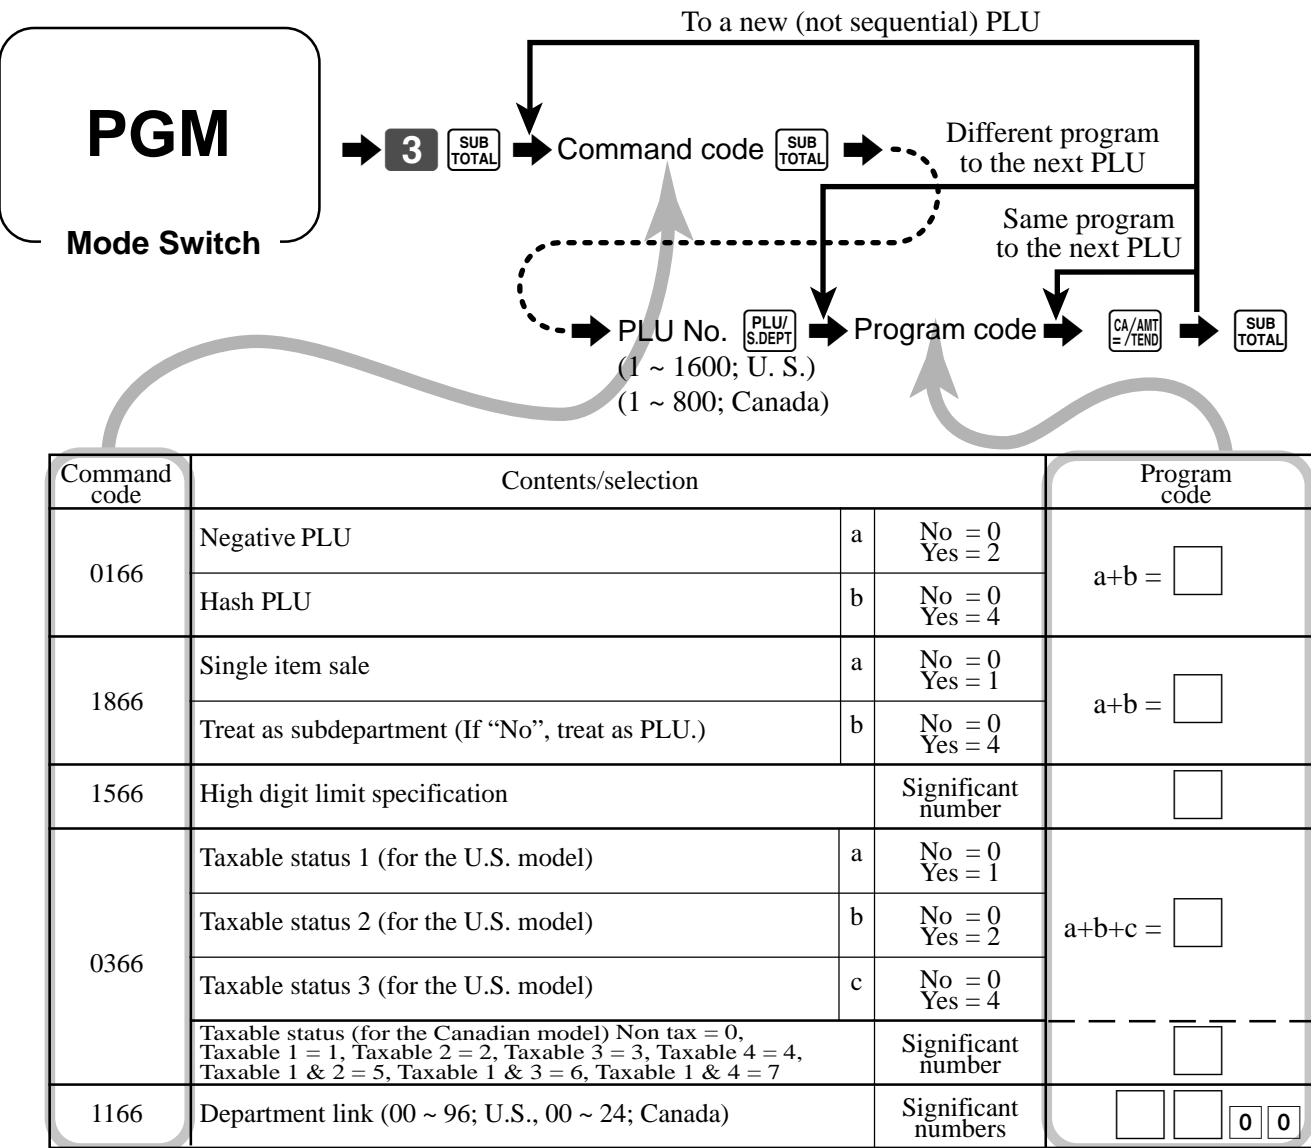 To a new (not sequential) PLU
PGM
Mode Switch
3 SUB TOTAL Command code SUB TOTAL
Different program
to the next PLU
Same program
to the next PLU
PLU No. PLU/ S.DEPT Program code CA/AMT = /TEND SUB TOTAL
(1 ~ 1600; U. S.)
(1 ~ 800; Canada)
Command code Contents/selection Program code
0166
Negative PLU a No = 0 Yes = 2
Hash PLU b No = 0 Yes = 4
a+b =
1866
Single item sale a No = 0 Yes = 1
Treat as subdepartment (If “No”, treat as PLU.) b No = 0 Yes = 4
a+b =
1566 High digit limit specification Significant number
0366
Taxable status 1 (for the U.S. model) a No = 0 Yes = 1
Taxable status 2 (for the U.S. model) b No = 0 Yes = 2
Taxable status 3 (for the U.S. model) c No = 0 Yes = 4
a+b+c =
Taxable status (for the Canadian model) Non tax = 0,
Taxable 1 = 1, Taxable 2 = 2, Taxable 3 = 3, Taxable 4 = 4,
Taxable 1 & 2 = 5, Taxable 1 & 3 = 6, Taxable 1 & 4 = 7
Significant number
1166 Department link (00 ~ 96; U.S., 00 ~ 24; Canada) Significant numbers 0 0